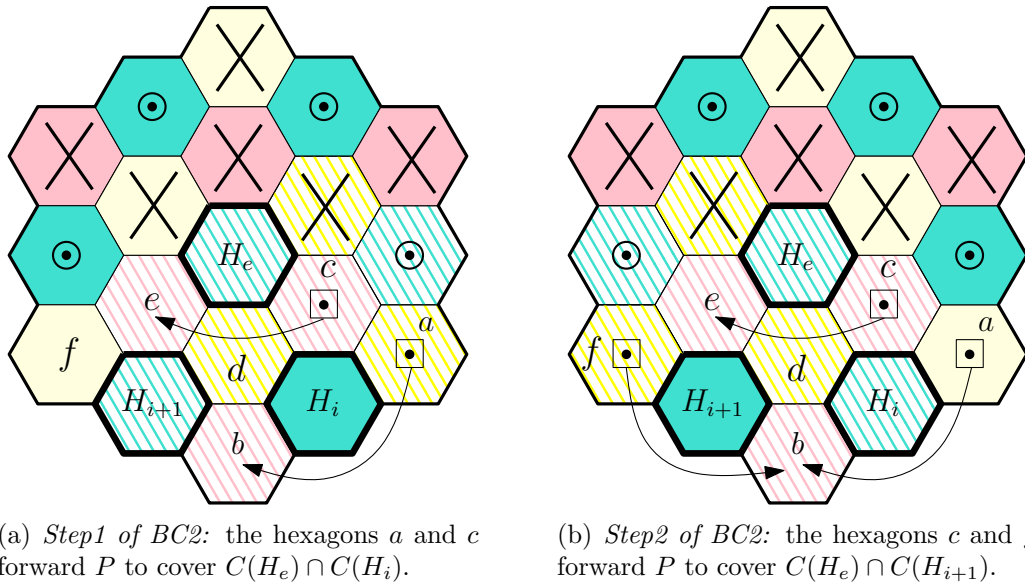 H_e
c
e
a
f
d
H_{i+1}
H_i
b
H_e
c
e
a
f
d
H_{i+1}
H_i
b
(a) Step1 of BC2: the hexagons a and c
forward P to cover C(H_e) ∩ C(H_i).
(b) Step2 of BC2: the hexagons c and
forward P to cover C(H_e) ∩ C(H_{i+1}).